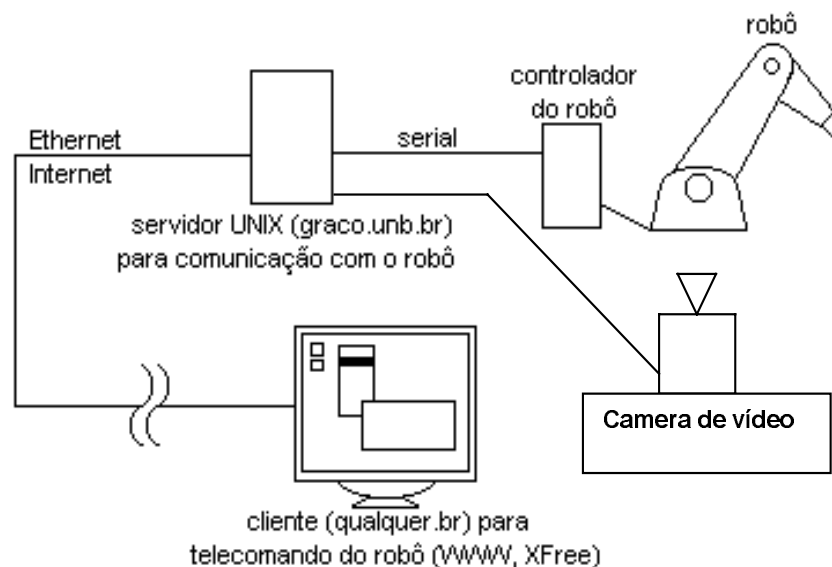 robô
controlador
do robô
Ethernet
serial
Internet
servidor UNIX (graco.unb.br)
para comunicação com o robô
Camera de vídeo
cliente (qualquer.br) para
telecomando do robô (WWW, XFree)